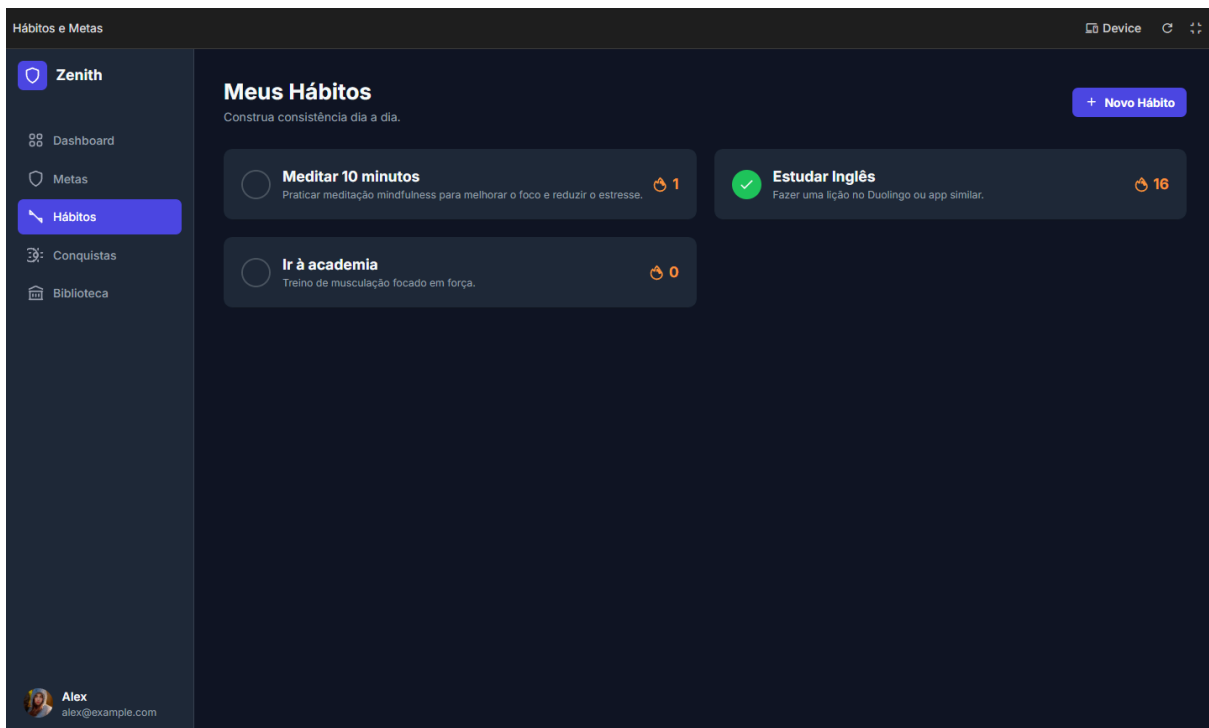 Hábitos e Metas
Device
Zenith
Dashboard
Metas
Hábitos
Conquistas
Biblioteca
Alex
alex@example.com
Meus Hábitos
Construa consistência dia a dia.
+ Novo Hábito
Meditar 10 minutos
Praticar meditação mindfulness para melhorar o foco e reduzir o estresse.
1
Estudar Inglês
Fazer uma lição no Duolingo ou app similar.
16
Ir à academia
Treino de musculação focado em força.
0